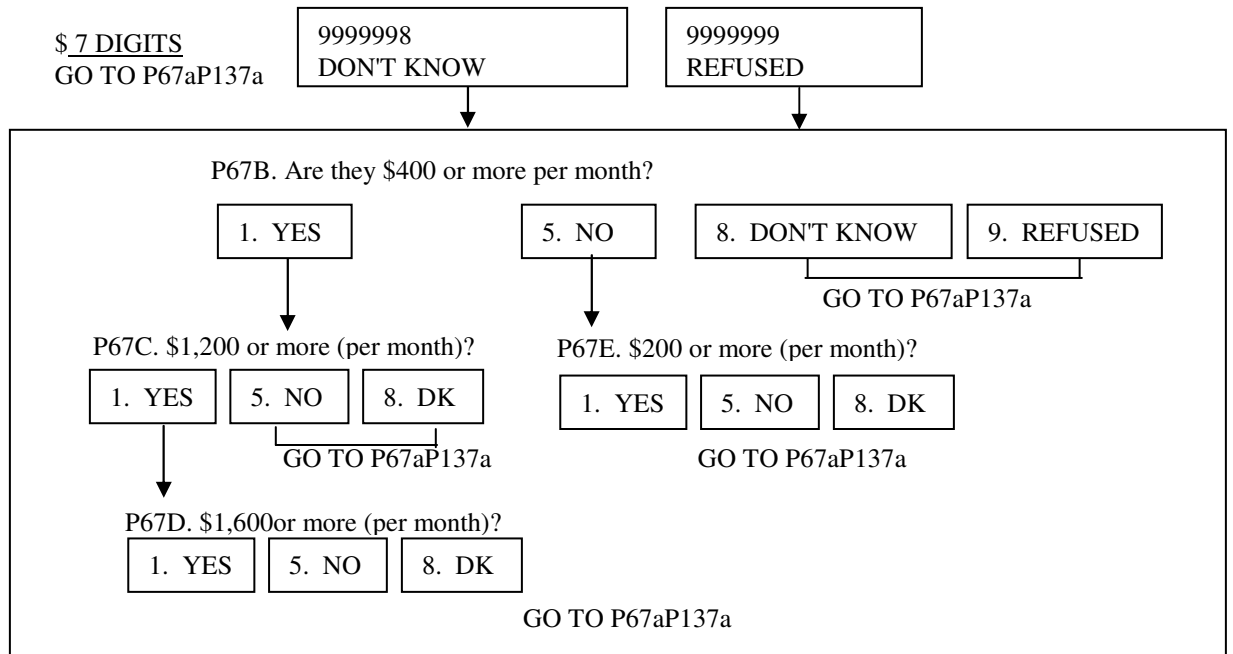 $ 7 DIGITS
GO TO P67aP137a
9999998
DON'T KNOW
9999999
REFUSED
P67B. Are they $400 or more per month?
1. YES
5. NO
8. DON'T KNOW
9. REFUSED
GO TO P67aP137a
P67C. $1,200 or more (per month)?
P67E. $200 or more (per month)?
1. YES
5. NO
8. DK
1. YES
5. NO
8. DK
GO TO P67aP137a
GO TO P67aP137a
P67D. $1,600or more (per month)?
1. YES
5. NO
8. DK
GO TO P67aP137a